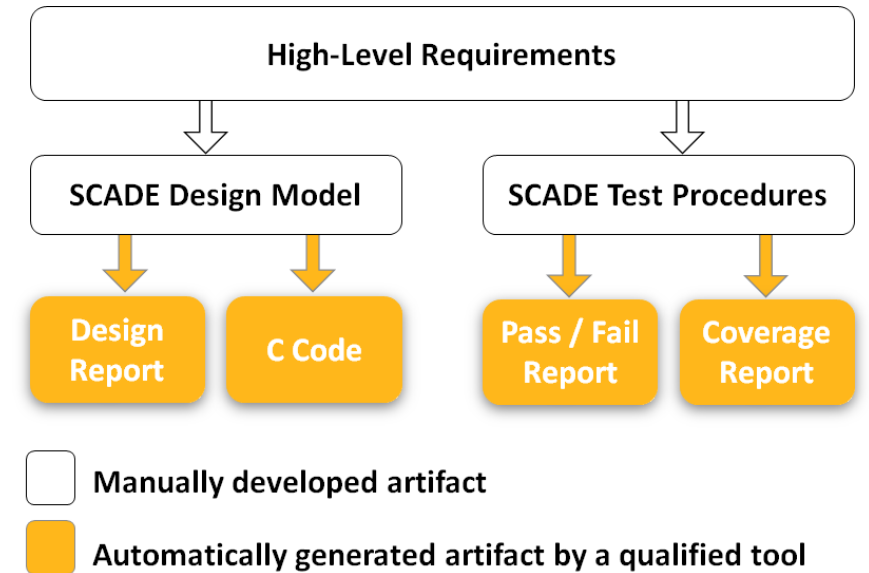 High-Level Requirements
SCADE Design Model
SCADE Test Procedures
Design
Report
C Code
Pass / Fail
Report
Coverage
Report
Manually developed artifact
Automatically generated artifact by a qualified tool